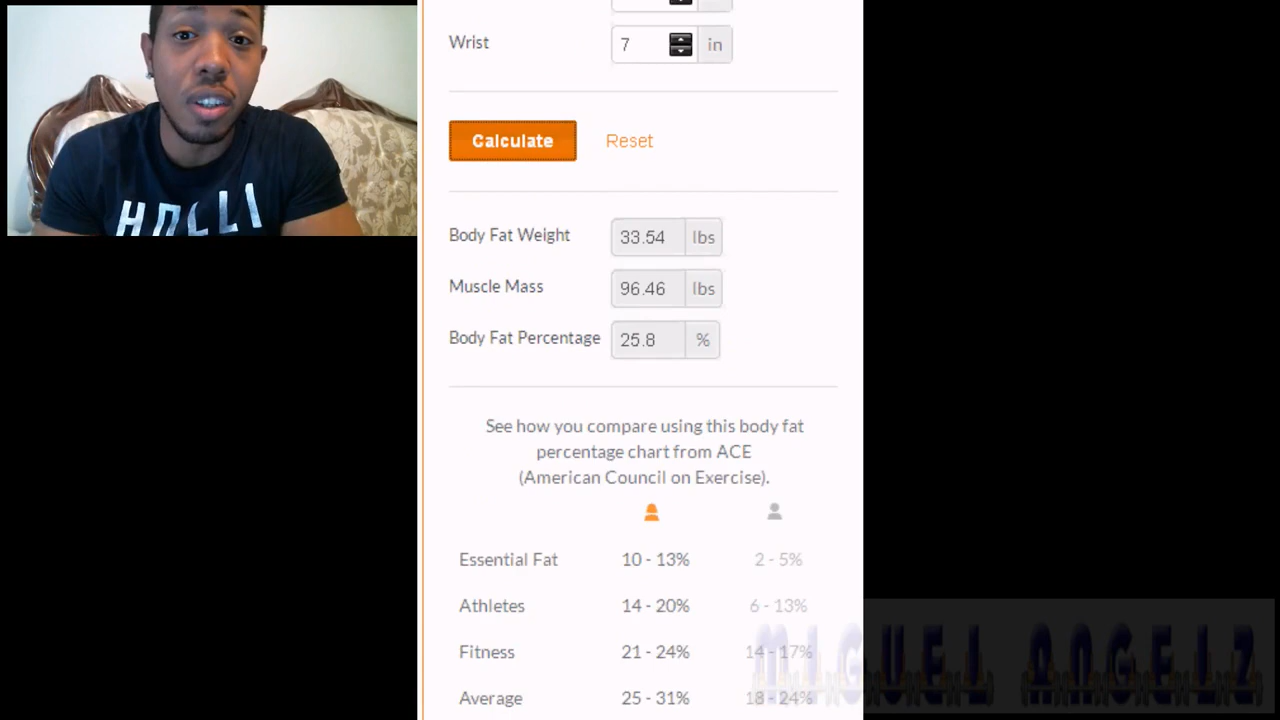 HOLLI
Wrist 7 in
Calculate Reset
Body Fat Weight 33.54 lbs
Muscle Mass 96.46 lbs
Body Fat Percentage 25.8 %
See how you compare using this body fat
percentage chart from ACE
(American Council on Exercise).
Essential Fat 10 - 13% 2 - 5%
Athletes 14 - 20% 6 - 13%
Fitness 21 - 24% 14 - 17%
Average 25 - 31% 18 - 24%
MIGUEL ANGELZ